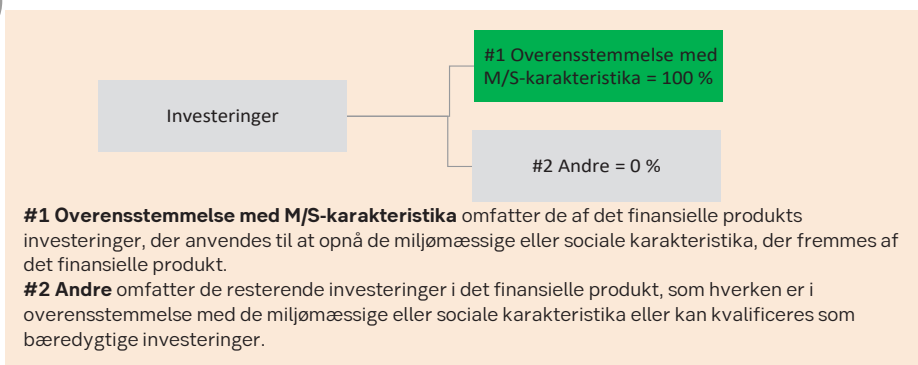 #1 Overensstemmelse med
M/S-karakteristika = 100 %
Investeringer
#2 Andre = 0 %
#1 Overensstemmelse med M/S-karakteristika omfatter de af det finansielle produkts
investeringer, der anvendes til at opnå de miljømæssige eller sociale karakteristika, der fremmes af
det finansielle produkt.
#2 Andre omfatter de resterende investeringer i det finansielle produkt, som hverken er i
overensstemmelse med de miljømæssige eller sociale karakteristika eller kan kvalificeres som
bæredygtige investeringer.